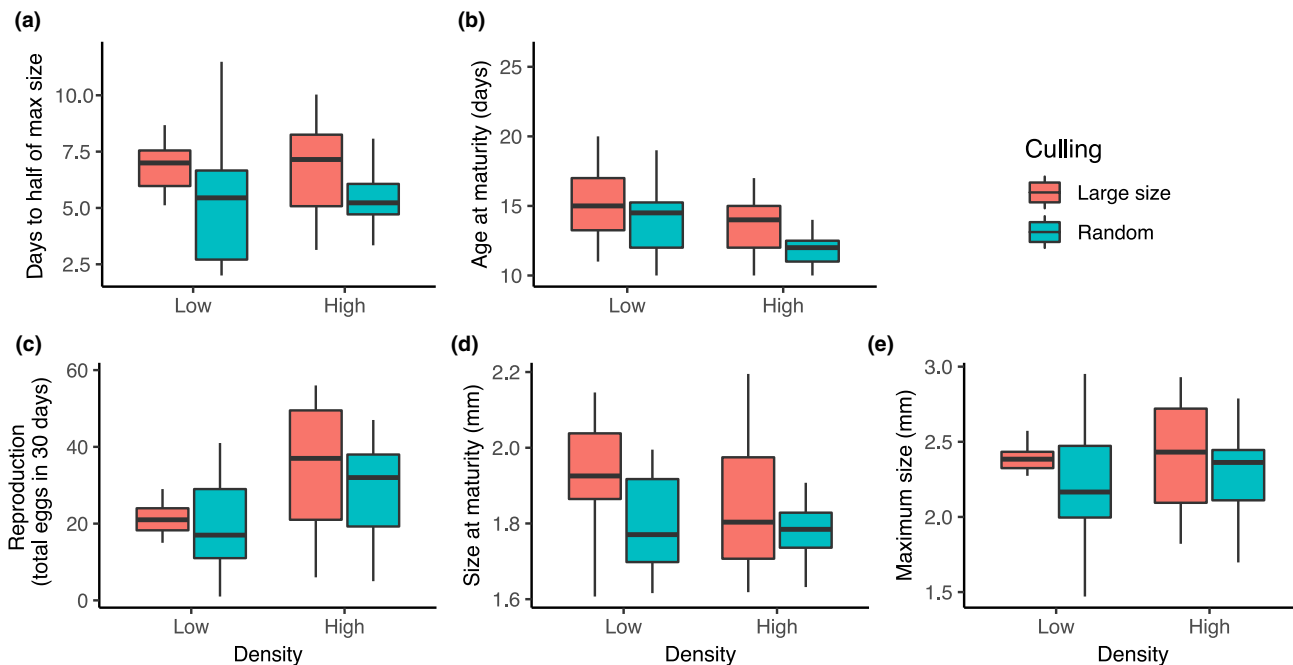 (a)
Days to half of max size
10.0
7.5
5.0
2.5
Low
High
(b)
Age at maturity (days)
25
20
15
10
Low
High
Culling
Large size
Random
(c)
Reproduction
(total eggs in 30 days)
60
40
20
0
Low
High
Density
(d)
Size at maturity (mm)
2.2
2.0
1.8
1.6
Low
High
Density
(e)
Maximum size (mm)
3.0
2.5
2.0
1.5
Low
High
Density